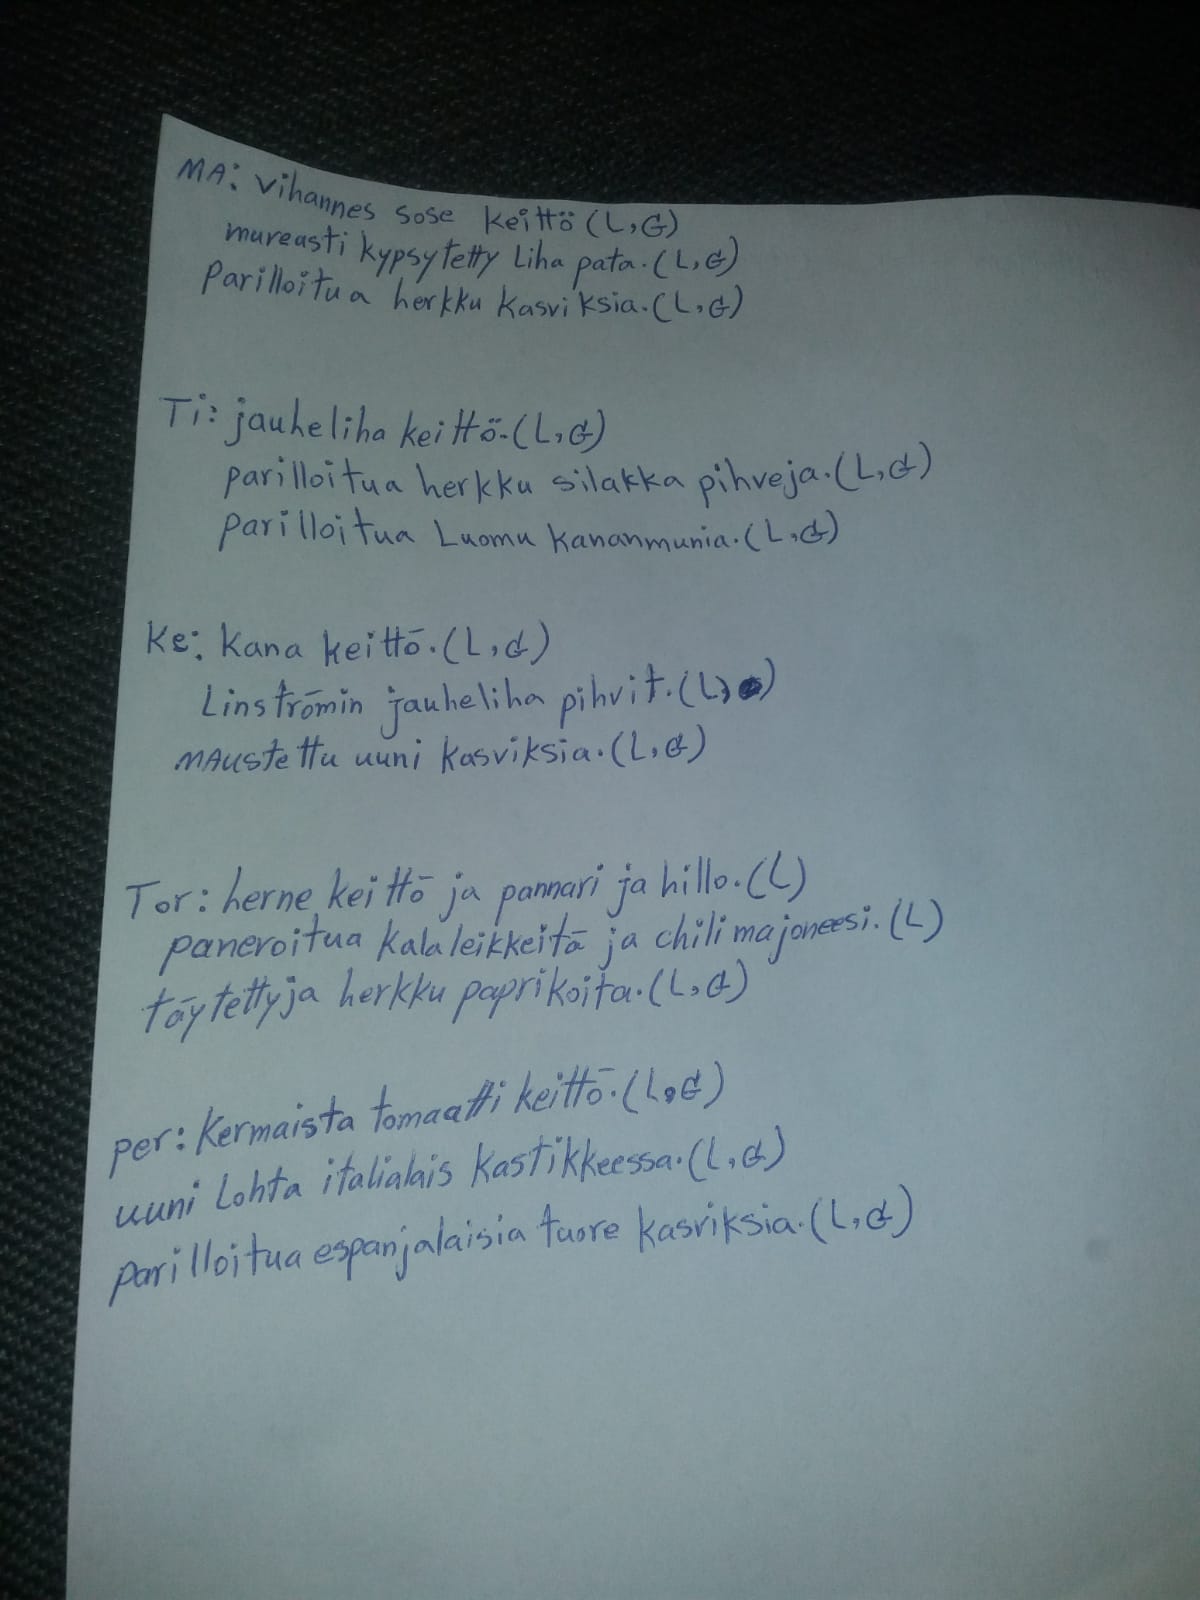 MA: vihannes sose keittö (L,G)
mureasti kypsytetty Liha pata. (L,G)
Parilloitua herkku kasviksia. (L,G)
Ti: jauheliha keittö. (L,G)
parilloitua herkku silakka pihveja. (L,G)
parilloitua Luomu kananmunia. (L,G)
Ke: kana keittö. (L,G)
Linströmin jauheliha pihvit. (L)
MAustettu uuni kasviksia. (L,G)
Tor: herne keittö ja pannari ja hillo. (L)
paneroitua kalaleikkeitä ja chili majoneesi. (L)
täytettyja herkku paprikoita. (L,G)
per: kermaista tomaatti keittö. (L,G)
uuni Lohta italialais kastikkeessa. (L,G)
parilloitua espanjalaisia tuore kasviksia. (L,G)